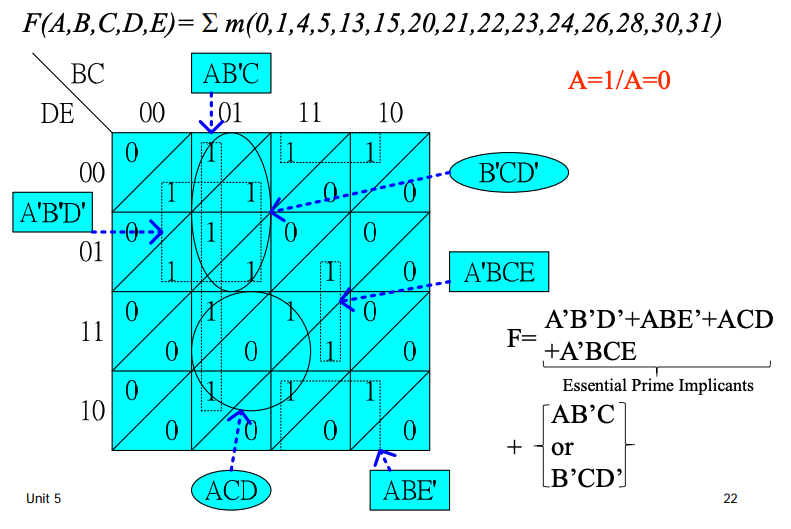 F(A,B,C,D,E)= Σ m(0,1,4,5,13,15,20,21,22,23,24,26,28,30,31)
BC
AB'C
A=1/A=0
DE 00 01 11 10
00 0 1 1 1
1 1 0 0
B'CD'
A'B'D'
01 0 1 0 0
1 1 1 0
A'BCE
11 0 1 1 0
0 0 1 0
10 0 1 1 1
0 0 0 0
F= A’B’D’+ABE’+ACD
+A’BCE
Essential Prime Implicants
+ AB’C
or
B’CD’
ACD
ABE'
Unit 5
22